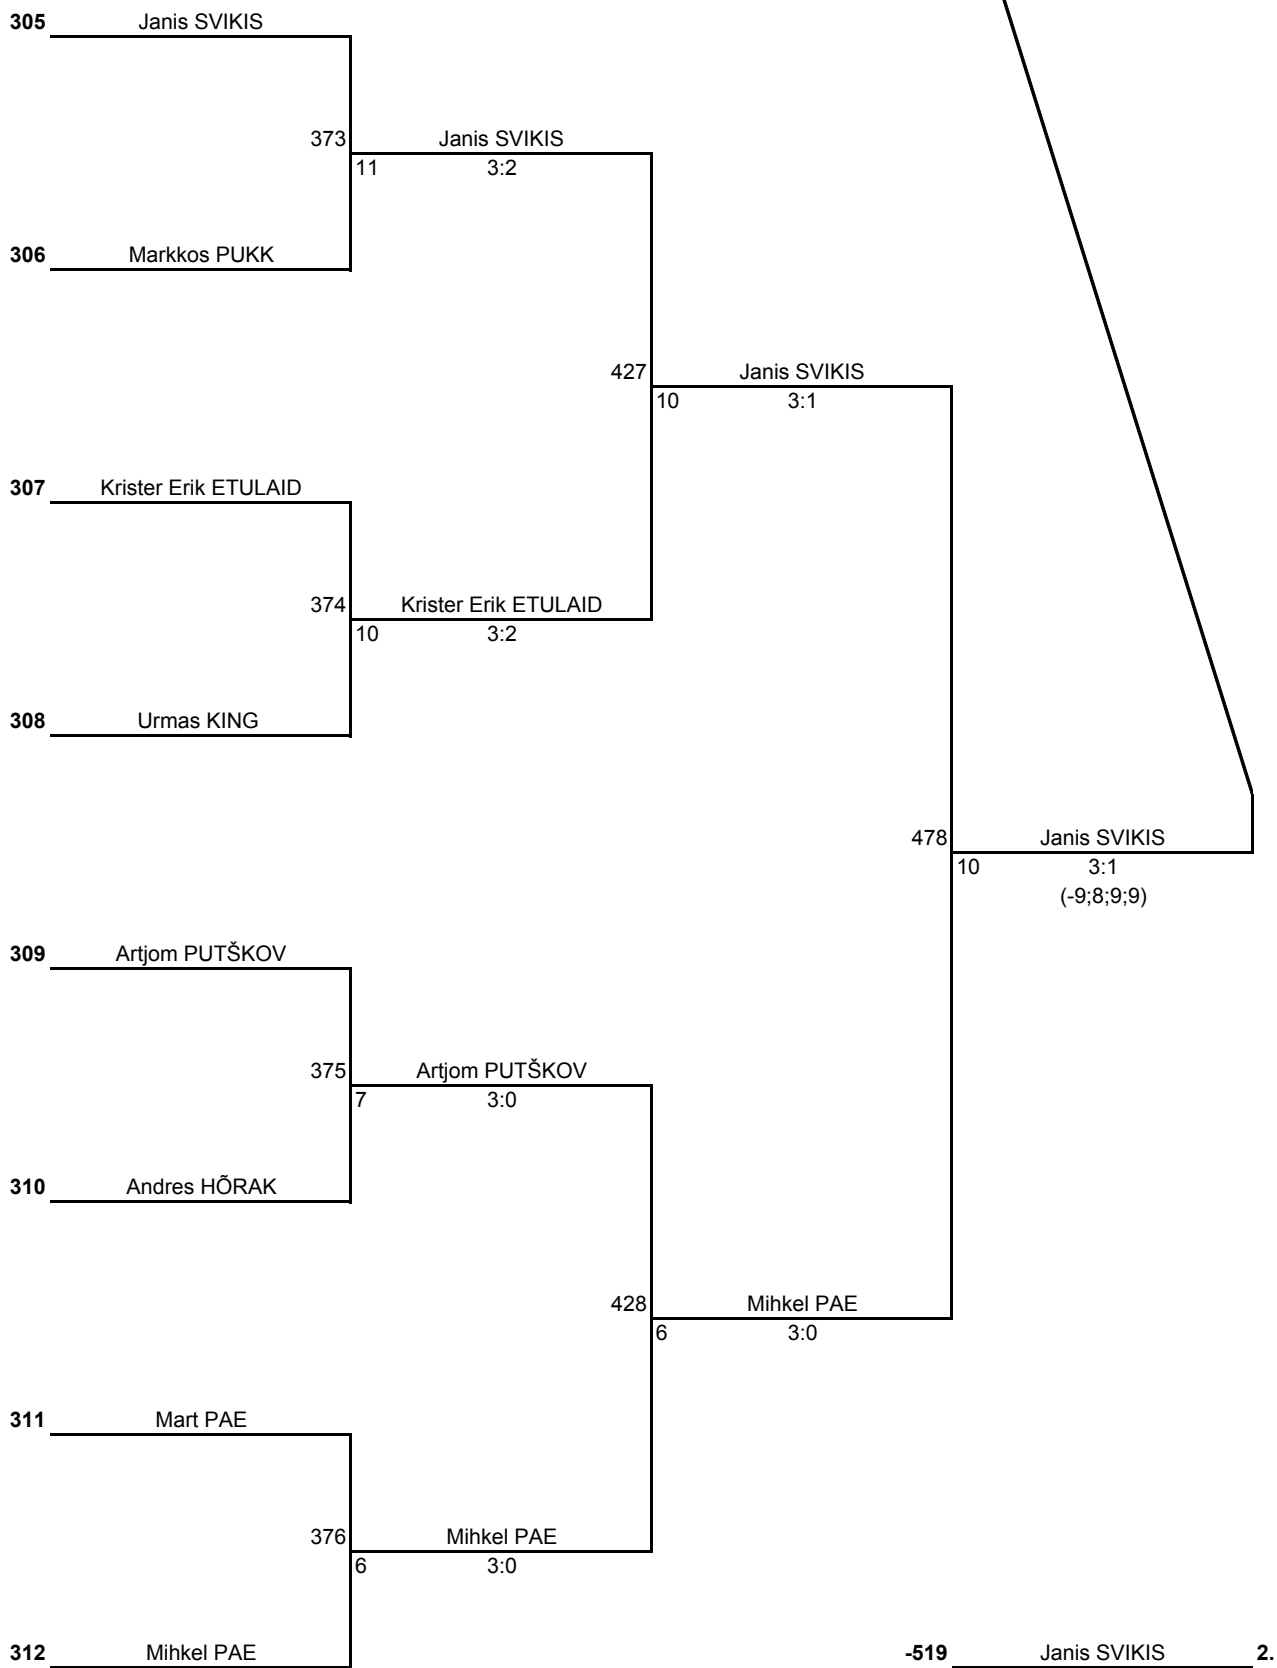 305 Janis SVIKIS
373 Janis SVIKIS
11 3:2
306 Markkos PUKK
427 Janis SVIKIS
10 3:1
307 Krister Erik ETULAID
374 Krister Erik ETULAID
10 3:2
308 Urmas KING
478 Janis SVIKIS
10 3:1
(-9;8;9;9)
309 Artjom PUTŠKOV
375 Artjom PUTŠKOV
7 3:0
310 Andres HÕRAK
428 Mihkel PAE
6 3:0
311 Mart PAE
376 Mihkel PAE
6 3:0
312 Mihkel PAE
-519 Janis SVIKIS 2.